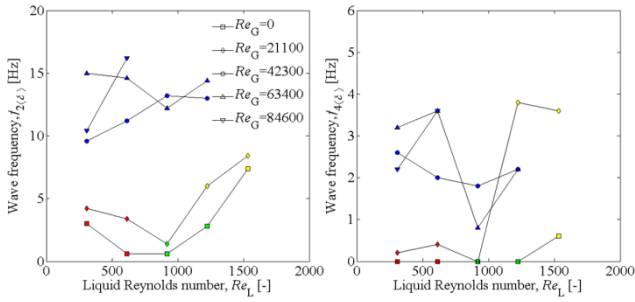 20
15
10
5
0
Wave frequency, f2⟨δ⟩ [Hz]
ReG=0
ReG=21100
ReG=42300
ReG=63400
ReG=84600
0 500 1000 1500 2000
Liquid Reynolds number, ReL [-]
6
5
4
3
2
1
0
Wave frequency, f4⟨δ⟩ [Hz]
0 500 1000 1500 2000
Liquid Reynolds number, ReL [-]